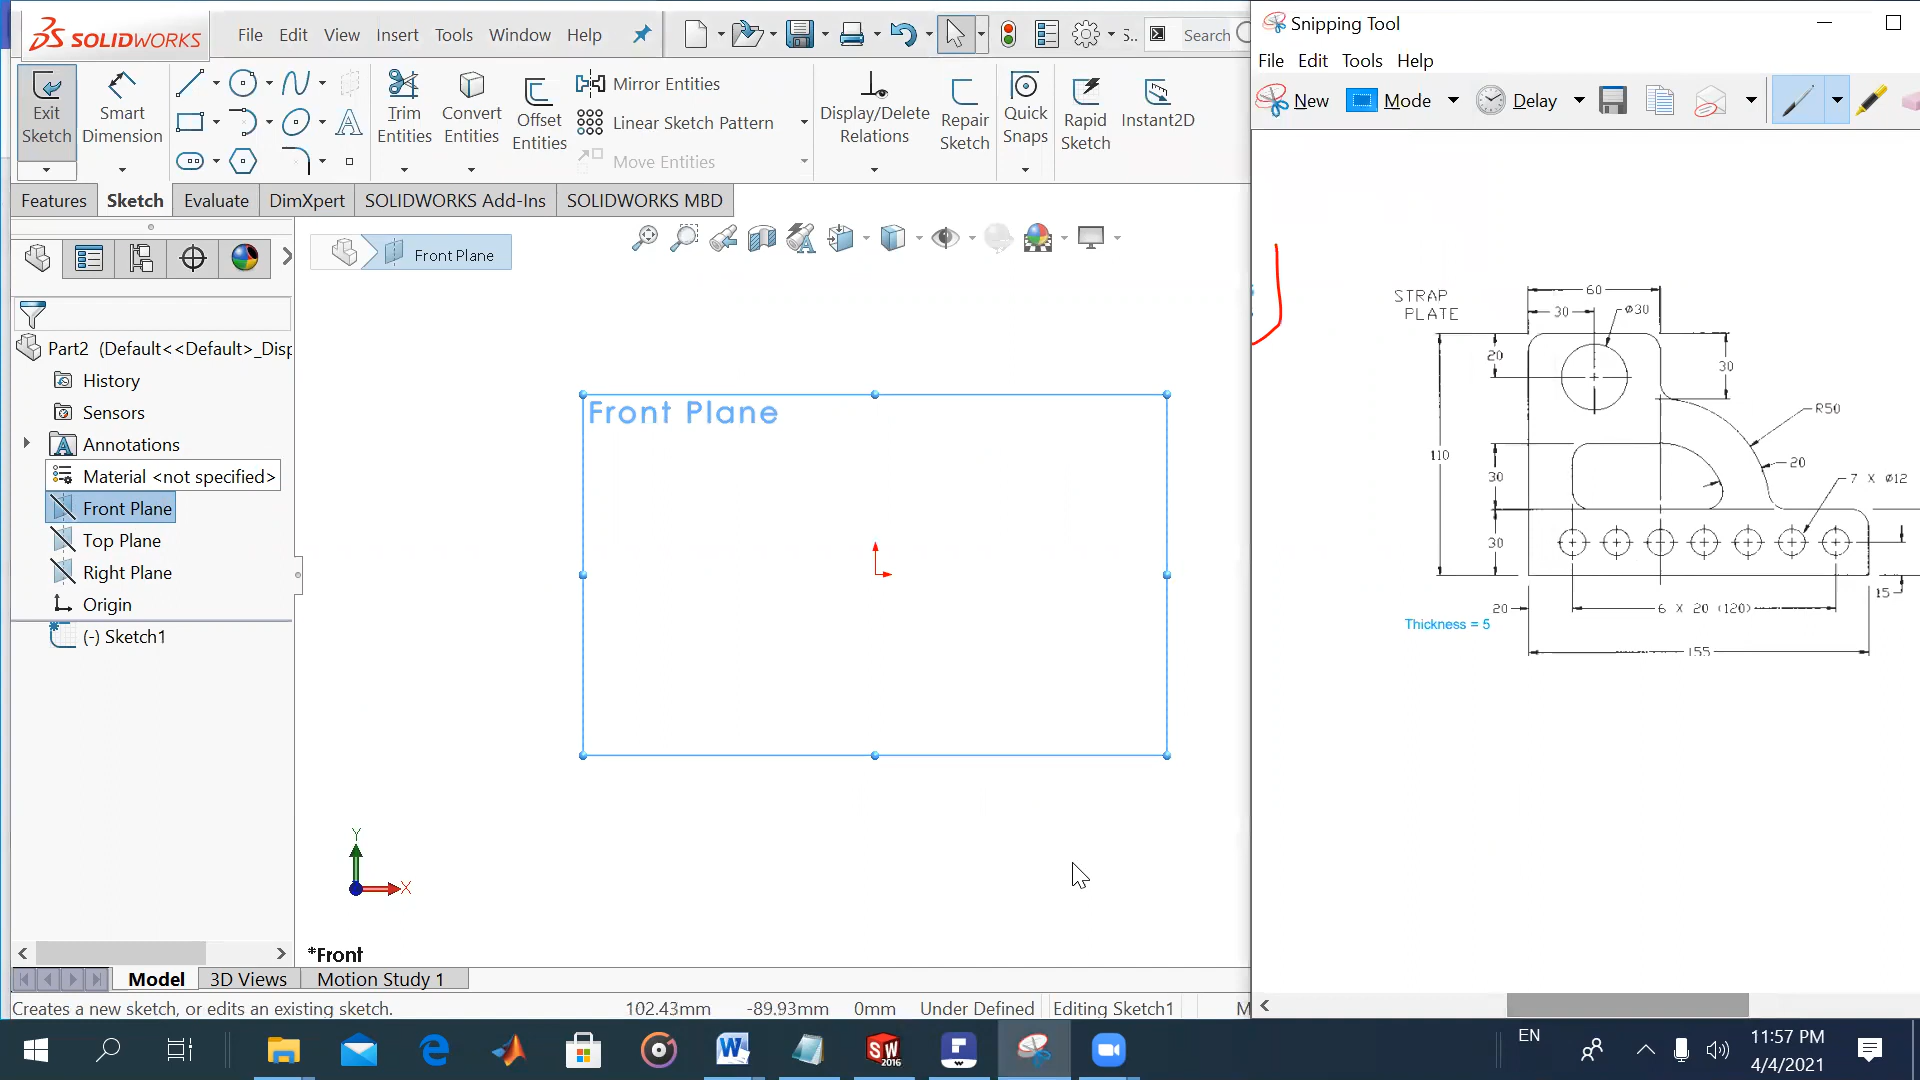 SOLIDWORKS
File Edit View Insert Tools Window Help
S..
Search
Exit Sketch
Smart Dimension
Trim Entities
Convert Entities
Offset Entities
Mirror Entities
Linear Sketch Pattern
Move Entities
Display/Delete Relations
Repair Sketch
Quick Snaps
Rapid Sketch
Instant2D
Features Sketch Evaluate DimXpert SOLIDWORKS Add-Ins SOLIDWORKS MBD
Front Plane
Part2 (Default<<Default>_Disp
History
Sensors
Annotations
Material <not specified>
Front Plane
Top Plane
Right Plane
Origin
(-) Sketch1
Front Plane
Y
X
*Front
Model 3D Views Motion Study 1
Creates a new sketch, or edits an existing sketch.
102.43mm -89.93mm 0mm Under Defined Editing Sketch1 M
Snipping Tool
File Edit Tools Help
New Mode Delay
STRAP
PLATE
60
30
Ø30
20
30
R50
110
20
30
7 X Ø12
30
15
20
6 X 20 (120)
Thickness = 5
155
SW
2016
EN
11:57 PM
4/4/2021